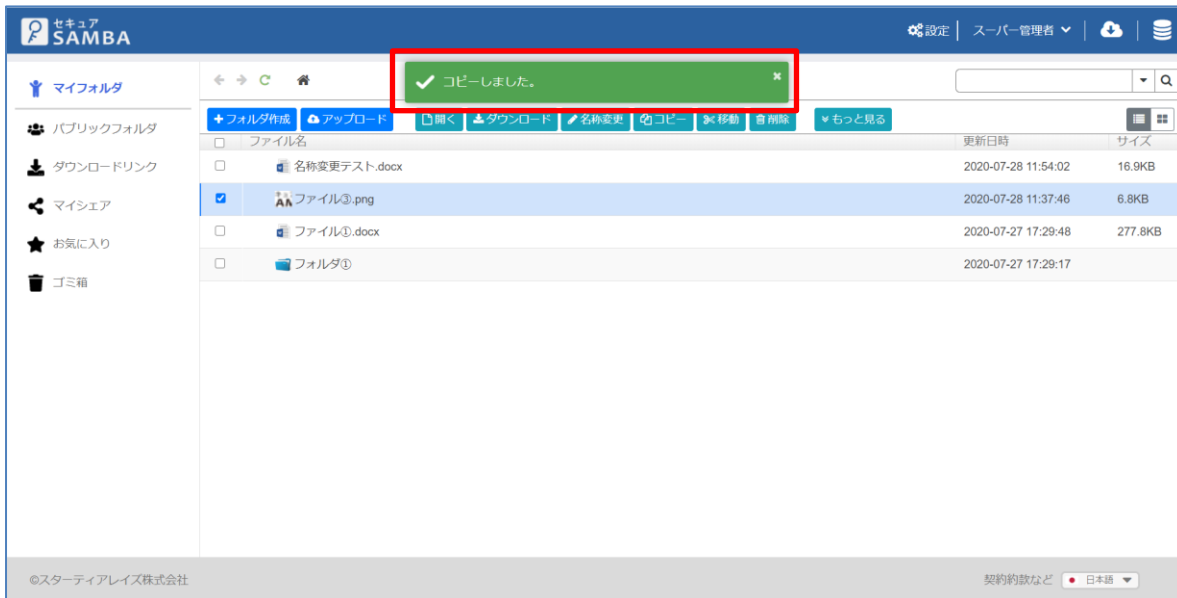 セキュア
SAMBA
設定 スーパー管理者
マイフォルダ
パブリックフォルダ
ダウンロードリンク
マイシェア
お気に入り
ゴミ箱
コピーしました。
フォルダ作成 アップロード 開く ダウンロード 名称変更 コピー 移動 削除 もっと見る
ファイル名 更新日時 サイズ
名称変更テスト.docx 2020-07-28 11:54:02 16.9KB
ファイル③.png 2020-07-28 11:37:46 6.8KB
ファイル①.docx 2020-07-27 17:29:48 277.8KB
フォルダ① 2020-07-27 17:29:17
©スターティアレイズ株式会社 契約約款など 日本語